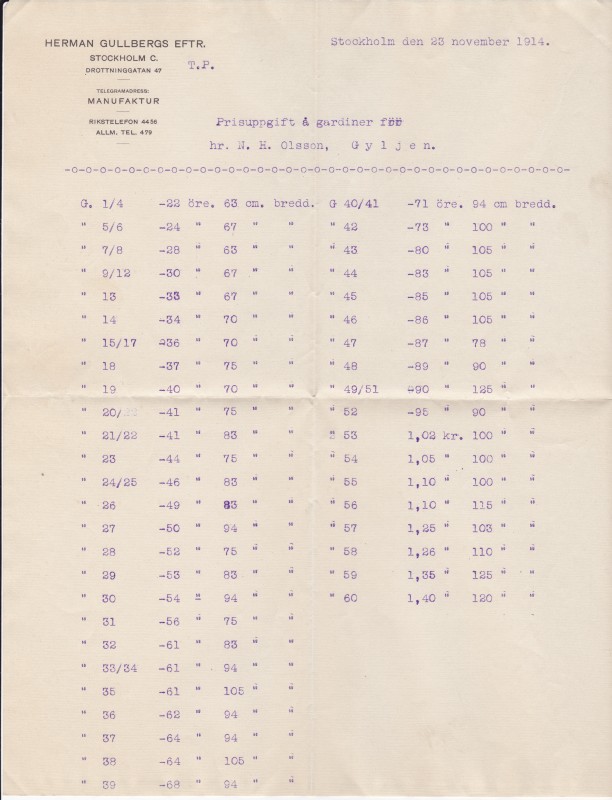 HERMAN GULLBERGS EFTR.
STOCKHOLM C.
DROTTNINGGATAN 47
TELEGRAMADRESS:
MANUFAKTUR
RIKSTELEFON 4456
ALLM. TEL. 479
T.P.
Stockholm den 23 november 1914.
Prisuppgift å gardiner för
hr. N. H. Olsson, Gyljen.
-o-o-o-o-o-o-o-o-o-o-o-o-o-o-o-o-o-o-o-o-o-o-o-o-o-o-o-o-o-o-o-o-o-o-
G. 1/4 -22 öre. 63 cm. bredd. G 40/41 -71 öre. 94 cm bredd.
" 5/6 -24 " 67 " " " 42 -73 " 100 " "
" 7/8 -28 " 63 " " " 43 -80 " 105 " "
" 9/12 -30 " 67 " " " 44 -83 " 105 " "
" 13 -33 " 67 " " " 45 -85 " 105 " "
" 14 -34 " 70 " " " 46 -86 " 105 " "
" 15/17 -36 " 70 " " " 47 -87 " 78 " "
" 18 -37 " 75 " " " 48 -89 " 90 " "
" 19 -40 " 70 " " " 49/51 -90 " 125 " "
" 20/ -41 " 75 " " " 52 -95 " 90 " "
" 21/22 -41 " 83 " " " 53 1,02 kr. 100 " "
" 23 -44 " 75 " " " 54 1,05 " 100 " "
" 24/25 -46 " 83 " " " 55 1,10 " 100 " "
" 26 -49 " 83 " " " 56 1,10 " 115 " "
" 27 -50 " 94 " " " 57 1,25 " 103 " "
" 28 -52 " 75 " " " 58 1,26 " 110 " "
" 29 -53 " 83 " " " 59 1,35 " 125 " "
" 30 -54 " 94 " " " 60 1,40 " 120 " "
" 31 -56 " 75 " "
" 32 -61 " 83 " "
" 33/34 -61 " 94 " "
" 35 -61 " 105 " "
" 36 -62 " 94 " "
" 37 -64 " 94 " "
" 38 -64 " 105 " "
" 39 -68 " 94 " "